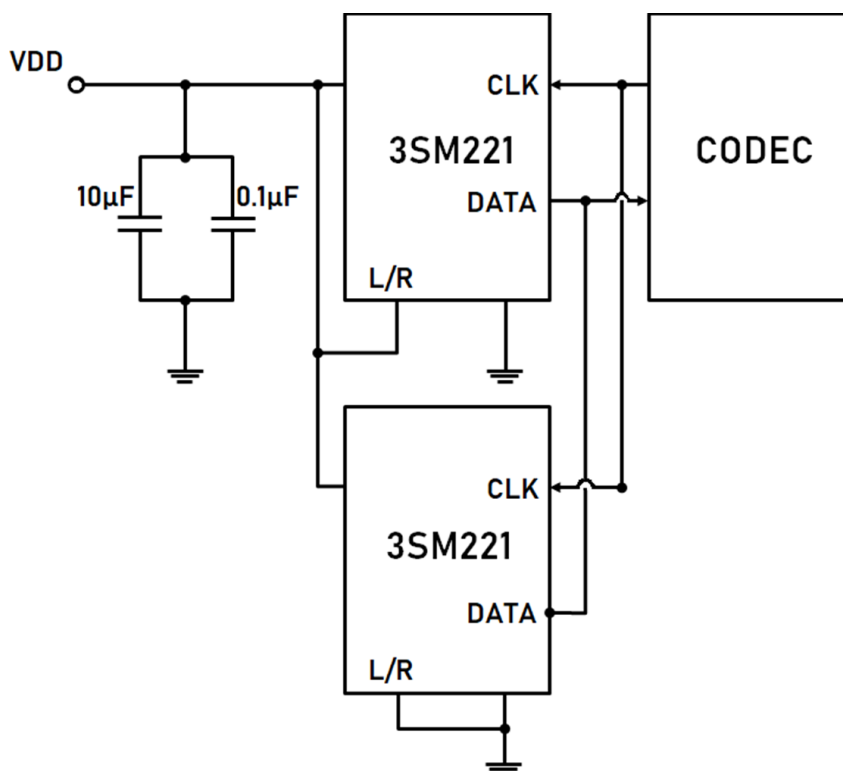 VDD
CLK
3SM221
CODEC
10µF
0.1µF
DATA
L/R
CLK
3SM221
DATA
L/R